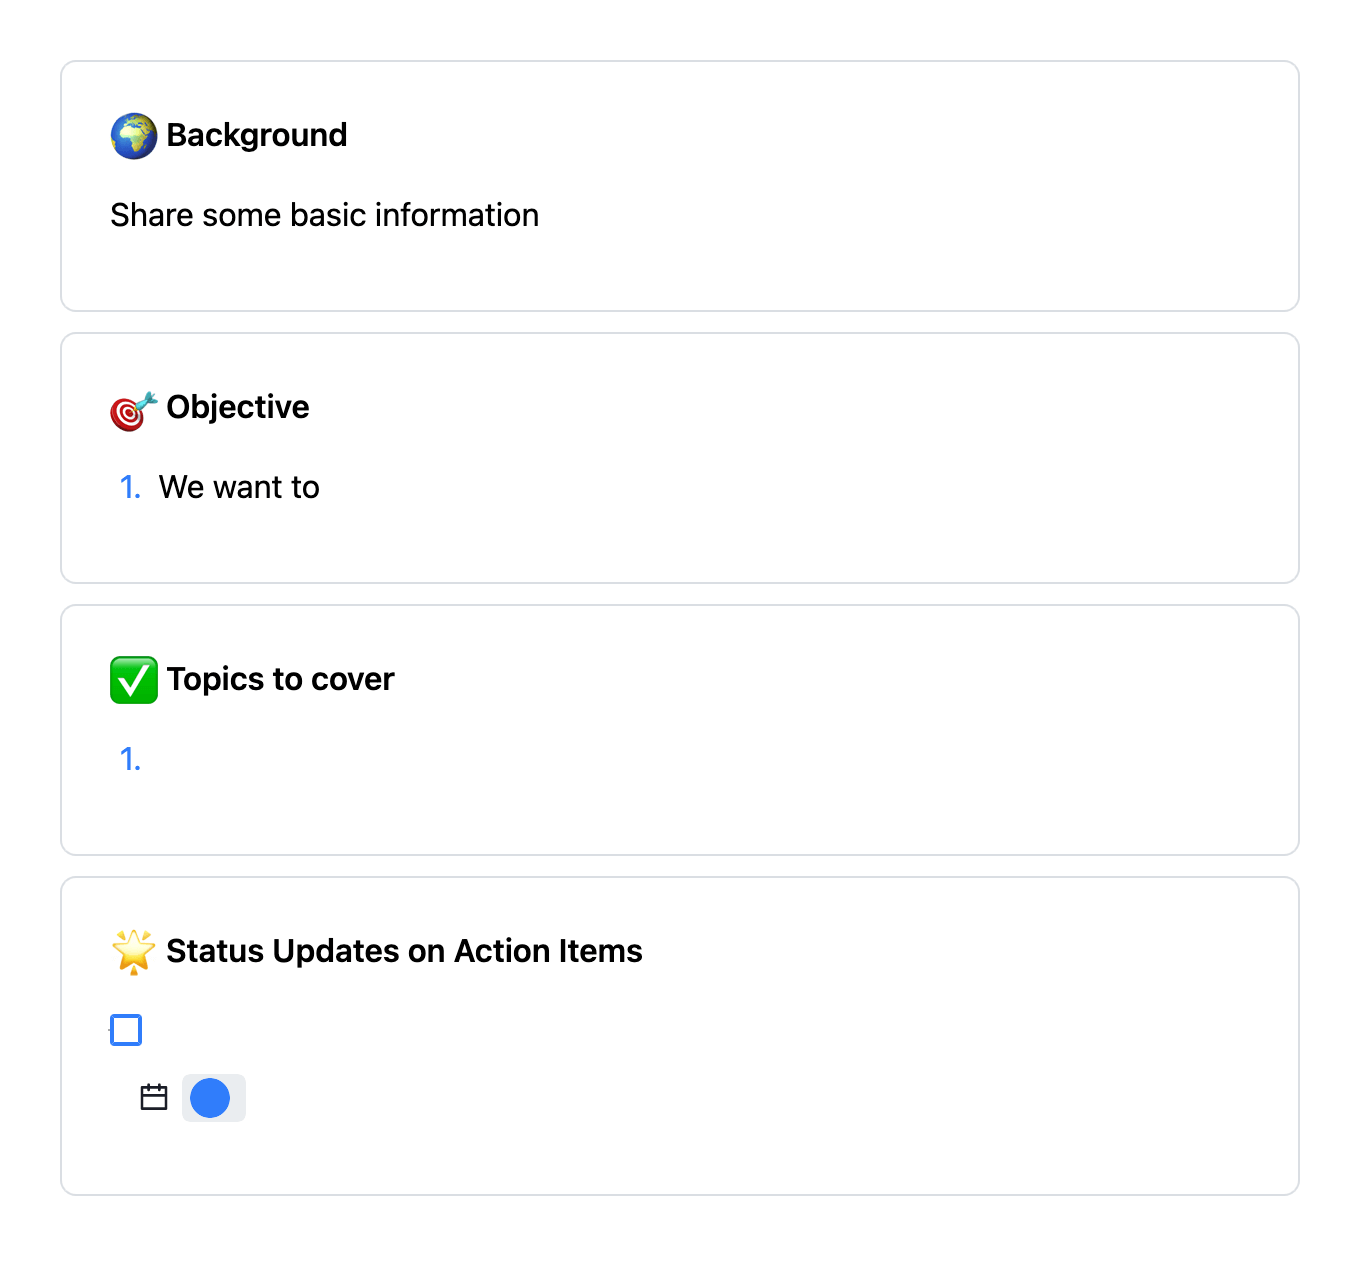 Background
Share some basic information
Objective
1. We want to
Topics to cover
1.
Status Updates on Action Items